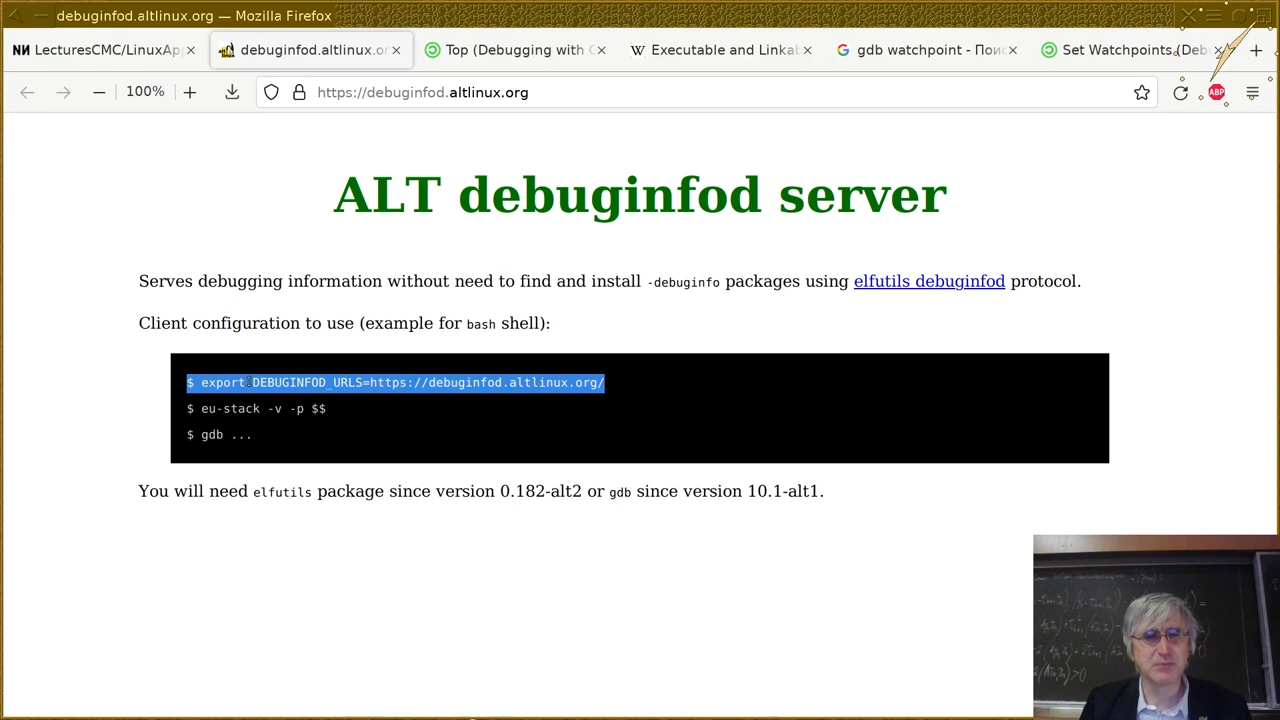 debuginfod.altlinux.org — Mozilla Firefox
LecturesCMC/LinuxAp
debuginfod.altlinux.or
Top (Debugging with
Executable and Linkab
gdb watchpoint - Поис
Set Watchpoints (Deb
100%
https://debuginfod.altlinux.org
ABP
ALT debuginfod server
Serves debugging information without need to find and install -debuginfo packages using elfutils debuginfod protocol.
Client configuration to use (example for bash shell):
$ export DEBUGINFOD_URLS=https://debuginfod.altlinux.org/
$ eu-stack -v -p $$
$ gdb ...
You will need elfutils package since version 0.182-alt2 or gdb since version 10.1-alt1.